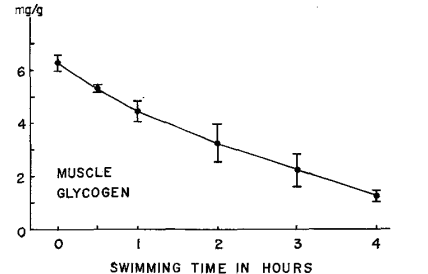 mg/g
6
4
2
0
MUSCLE
GLYCOGEN
0 1 2 3 4
SWIMMING TIME IN HOURS